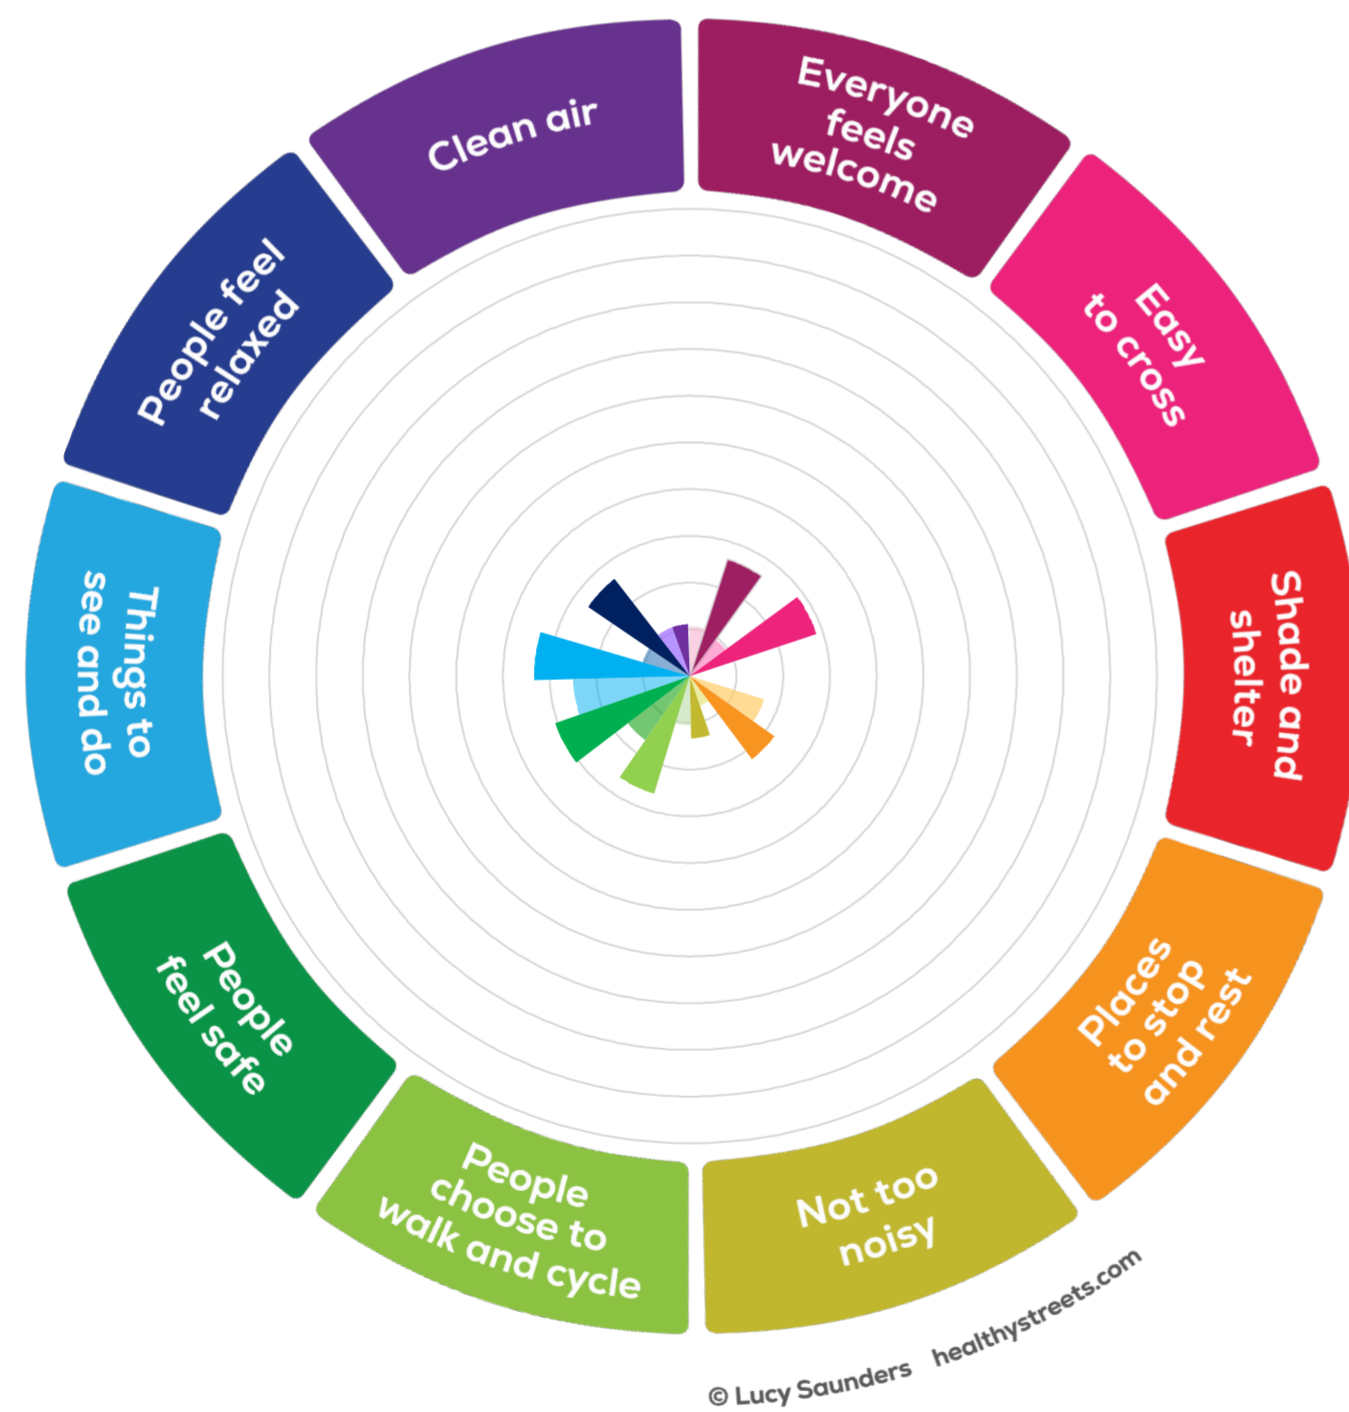 Everyone
feels
welcome
Easy
to cross
Shade and
shelter
Places
to stop
and rest
Not too
noisy
People
choose to
walk and cycle
People
feel safe
Things to
see and do
People feel
relaxed
Clean air
© Lucy Saunders healthystreets.com